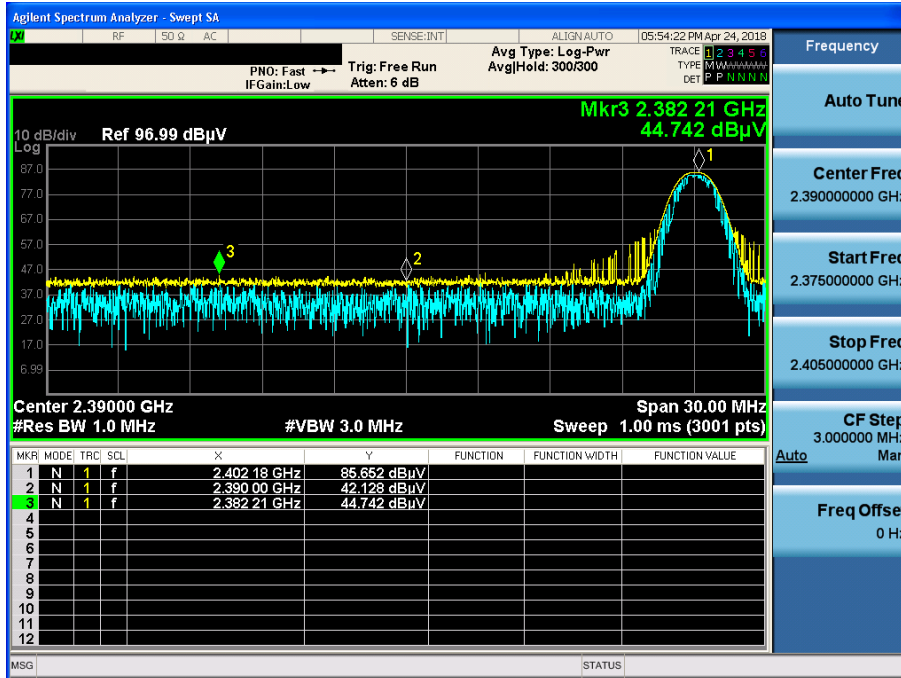 Agilent Spectrum Analyzer - Swept SA
LXI RF 50 Ω AC SENSE:INT ALIGN AUTO 05:54:22 PM Apr 24, 2018
PNO: Fast
IFGain:Low
Trig: Free Run
Atten: 6 dB
Avg Type: Log-Pwr
Avg|Hold: 300/300
TRACE 1 2 3 4 5 6
TYPE M
DET P P N N N N
Mkr3 2.382 21 GHz
44.742 dBµV
10 dB/div Ref 96.99 dBµV
Log
87.0
77.0
67.0
57.0
47.0
37.0
27.0
17.0
6.99
1
2
3
Center 2.39000 GHz Span 30.00 MHz
#Res BW 1.0 MHz #VBW 3.0 MHz Sweep 1.00 ms (3001 pts)
MKR MODE TRC SCL X Y FUNCTION FUNCTION WIDTH FUNCTION VALUE
1 N 1 f 2.402 18 GHz 85.652 dBµV
2 N 1 f 2.390 00 GHz 42.128 dBµV
3 N 1 f 2.382 21 GHz 44.742 dBµV
4
5
6
7
8
9
10
11
12
MSG STATUS
Frequency
Auto Tune
Center Freq
2.390000000 GHz
Start Freq
2.375000000 GHz
Stop Freq
2.405000000 GHz
CF Step
3.000000 MHz
Auto Man
Freq Offset
0 Hz